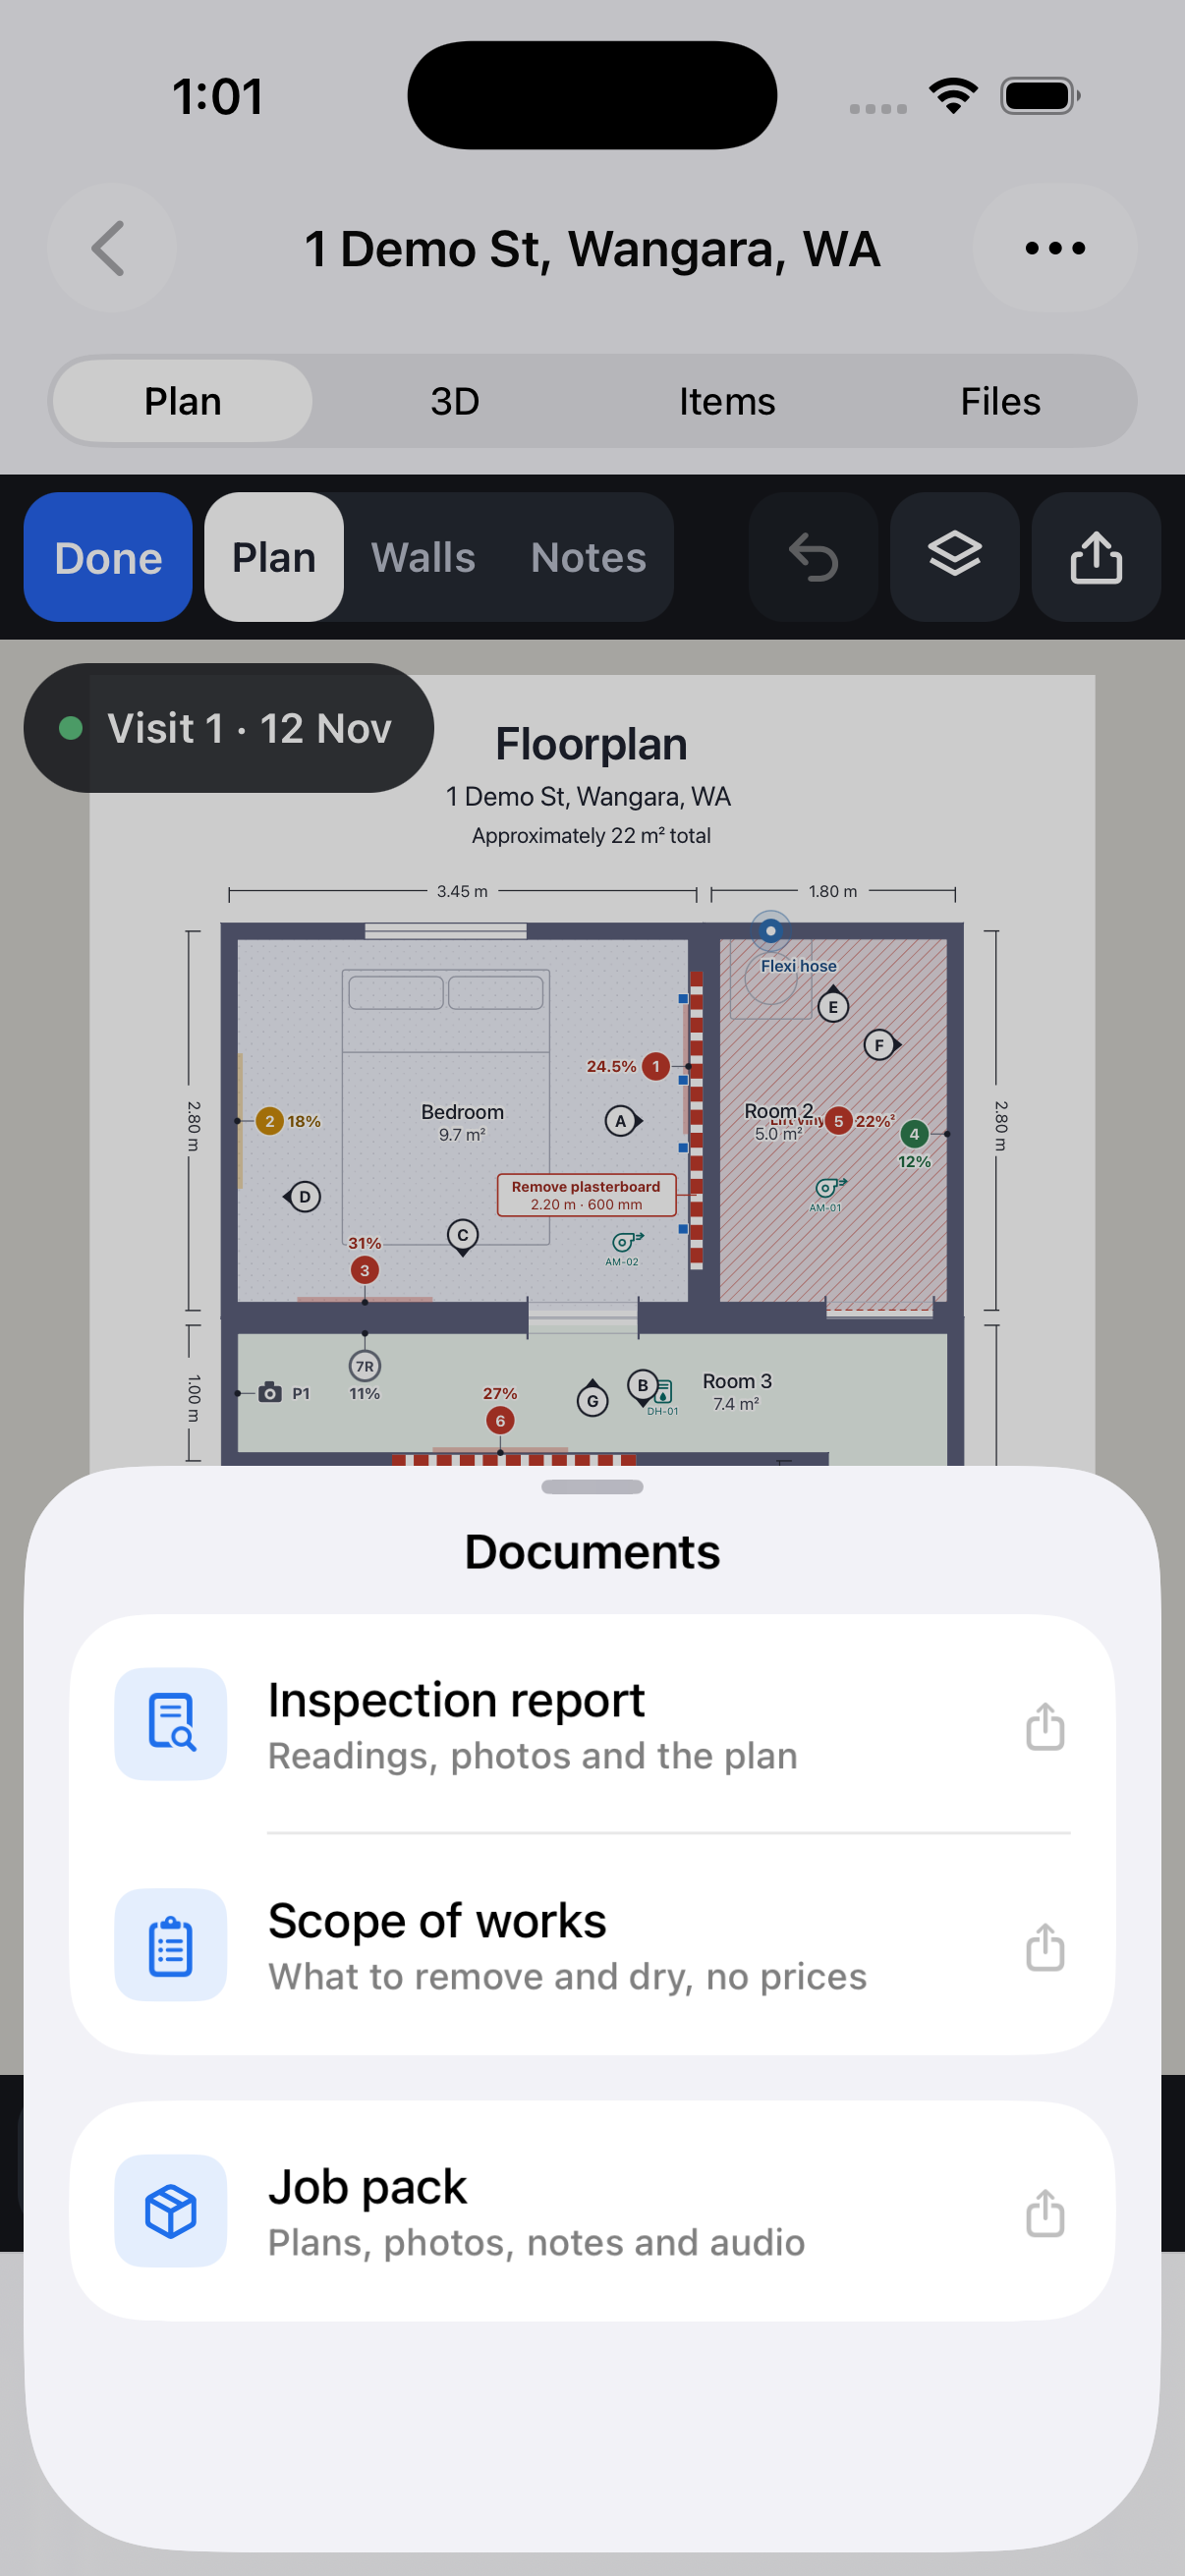 1:01
1 Demo St, Wangara, WA
Plan 3D Items Files
Done Plan Walls Notes
Visit 1 · 12 Nov
Floorplan
1 Demo St, Wangara, WA
Approximately 22 m² total
3.45 m 1.80 m
Flexi hose
E
F
24.5% 1
2.80 m
2 18%
Bedroom
9.7 m²
A
Room 2
5.0 m²
Lift viny
5 22%
4
12%
2.80 m
D
Remove plasterboard
2.20 m · 600 mm
AM-01
C
31%
3
AM-02
7R
11%
1.00 m
P1
27%
6
G
B
DH-01
Room 3
7.4 m²
Documents
Inspection report
Readings, photos and the plan
Scope of works
What to remove and dry, no prices
Job pack
Plans, photos, notes and audio